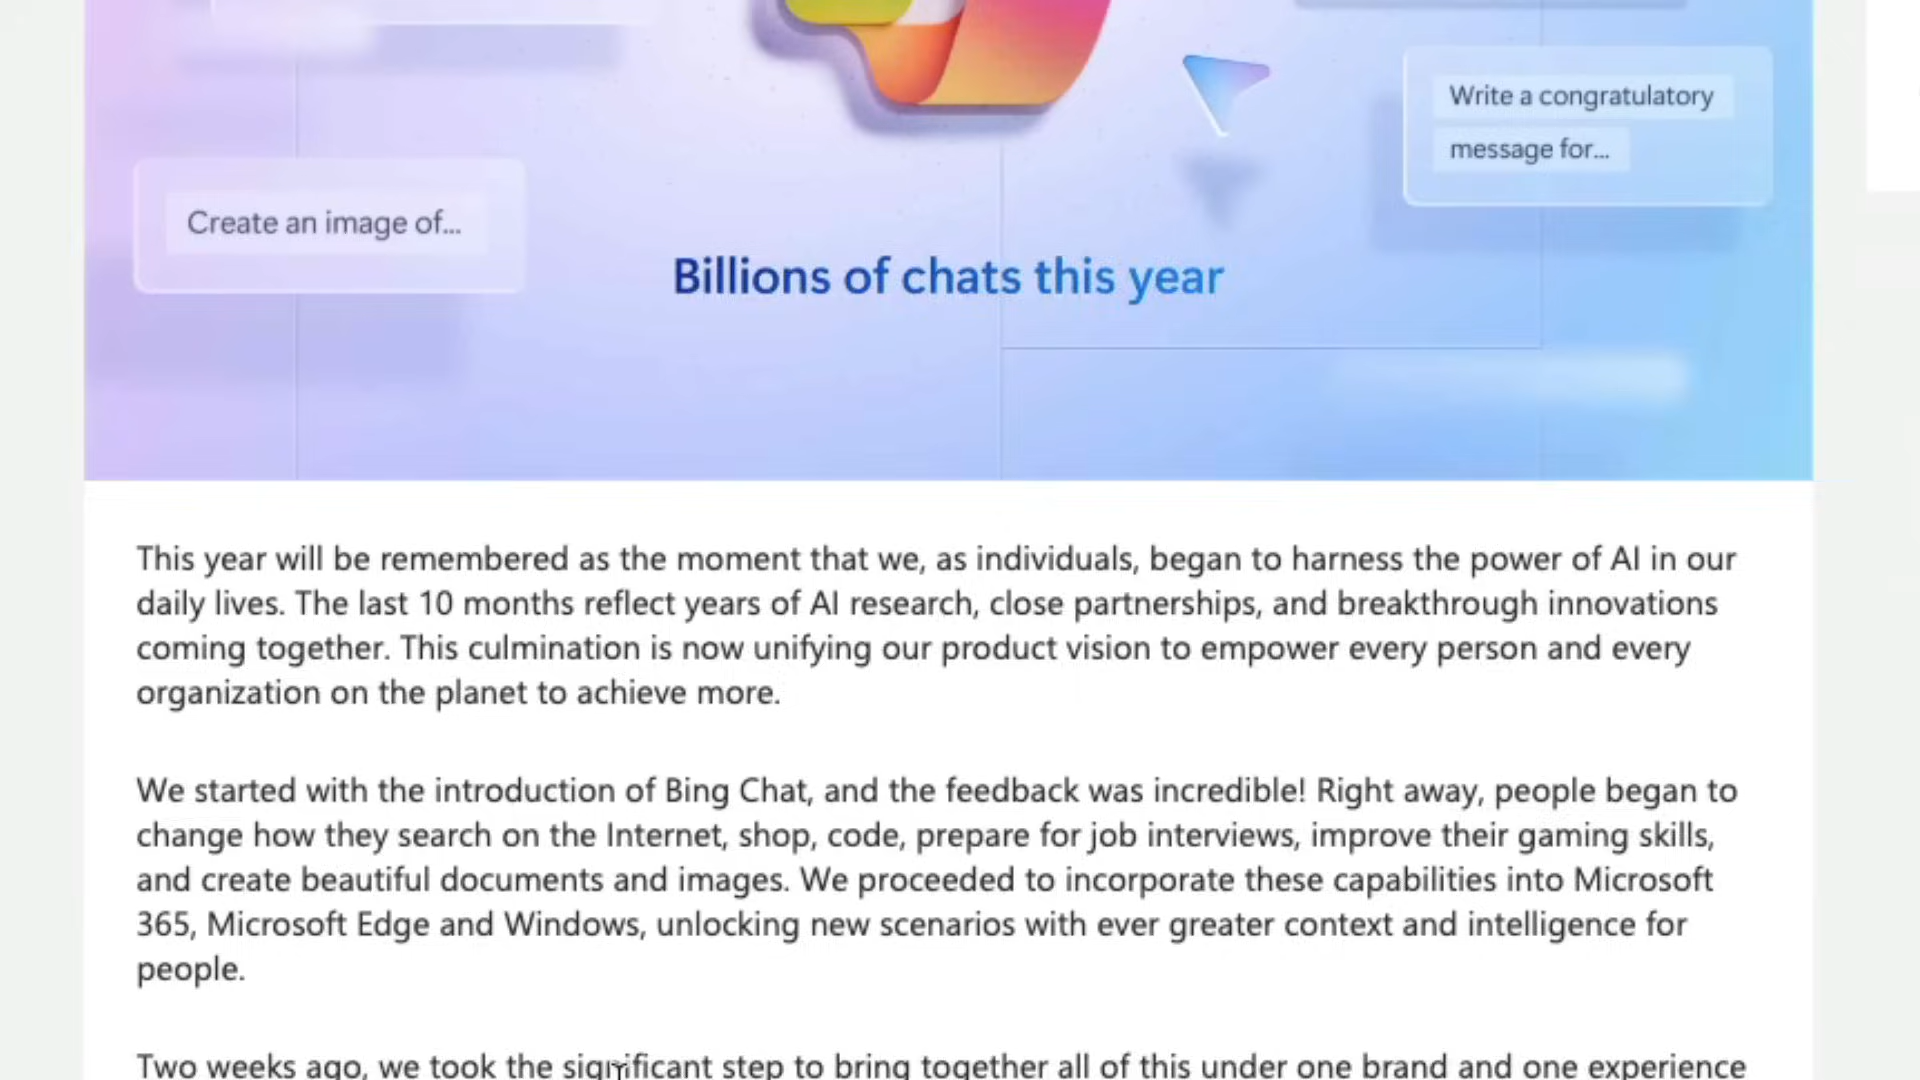 Write a congratulatory
message for...
Create an image of...
Billions of chats this year
This year will be remembered as the moment that we, as individuals, began to harness the power of AI in our
daily lives. The last 10 months reflect years of AI research, close partnerships, and breakthrough innovations
coming together. This culmination is now unifying our product vision to empower every person and every
organization on the planet to achieve more.
We started with the introduction of Bing Chat, and the feedback was incredible! Right away, people began to
change how they search on the Internet, shop, code, prepare for job interviews, improve their gaming skills,
and create beautiful documents and images. We proceeded to incorporate these capabilities into Microsoft
365, Microsoft Edge and Windows, unlocking new scenarios with ever greater context and intelligence for
people.
Two weeks ago, we took the significant step to bring together all of this under one brand and one experience